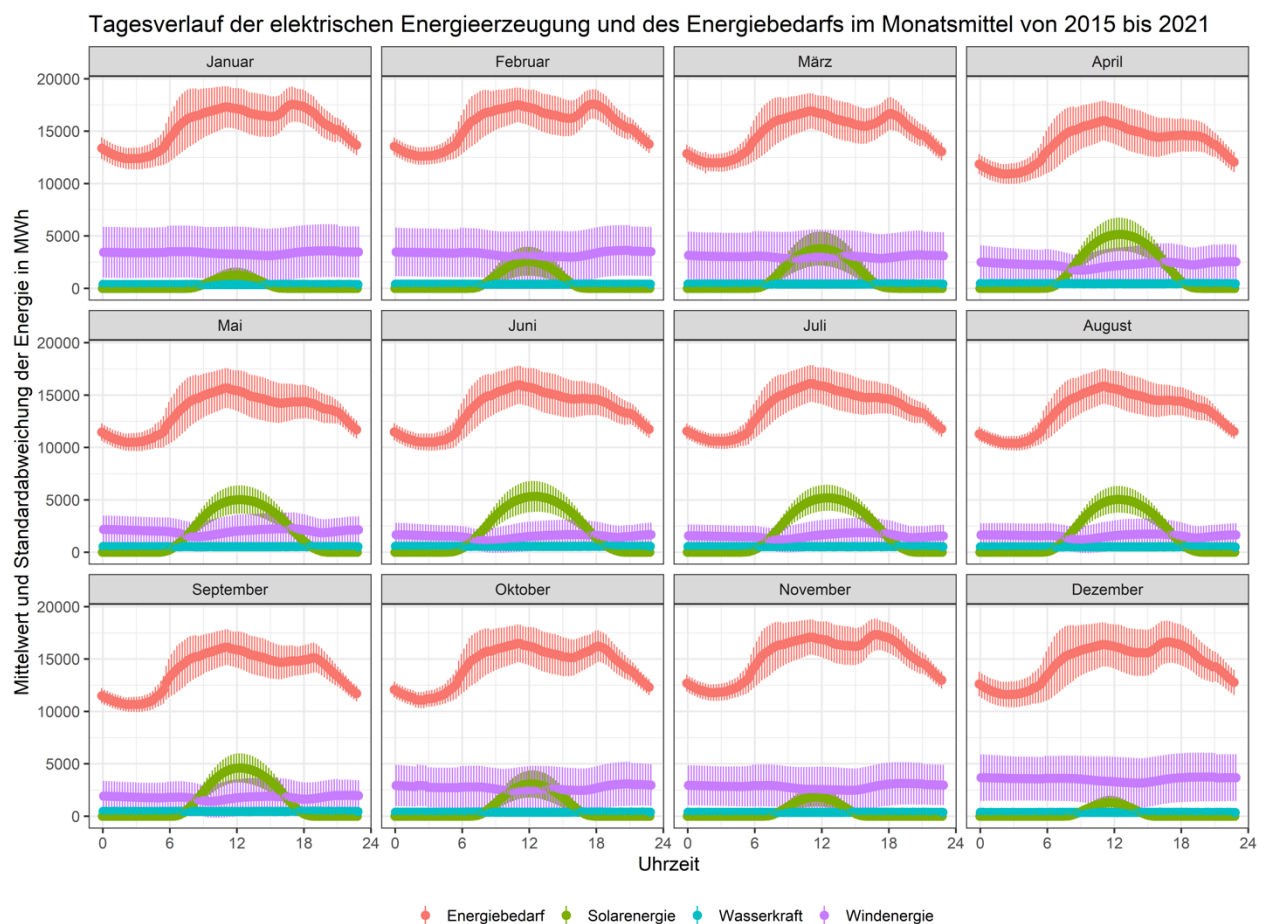 Tagesverlauf der elektrischen Energieerzeugung und des Energiebedarfs im Monatsmittel von 2015 bis 2021
Mittelwert und Standardabweichung der Energie in MWh
Januar Februar März April
20000
15000
10000
5000
0
Mai Juni Juli August
20000
15000
10000
5000
0
September Oktober November Dezember
20000
15000
10000
5000
0
0 6 12 18 24 0 6 12 18 24 0 6 12 18 24 0 6 12 18 24
Uhrzeit
Energiebedarf Solarenergie Wasserkraft Windenergie